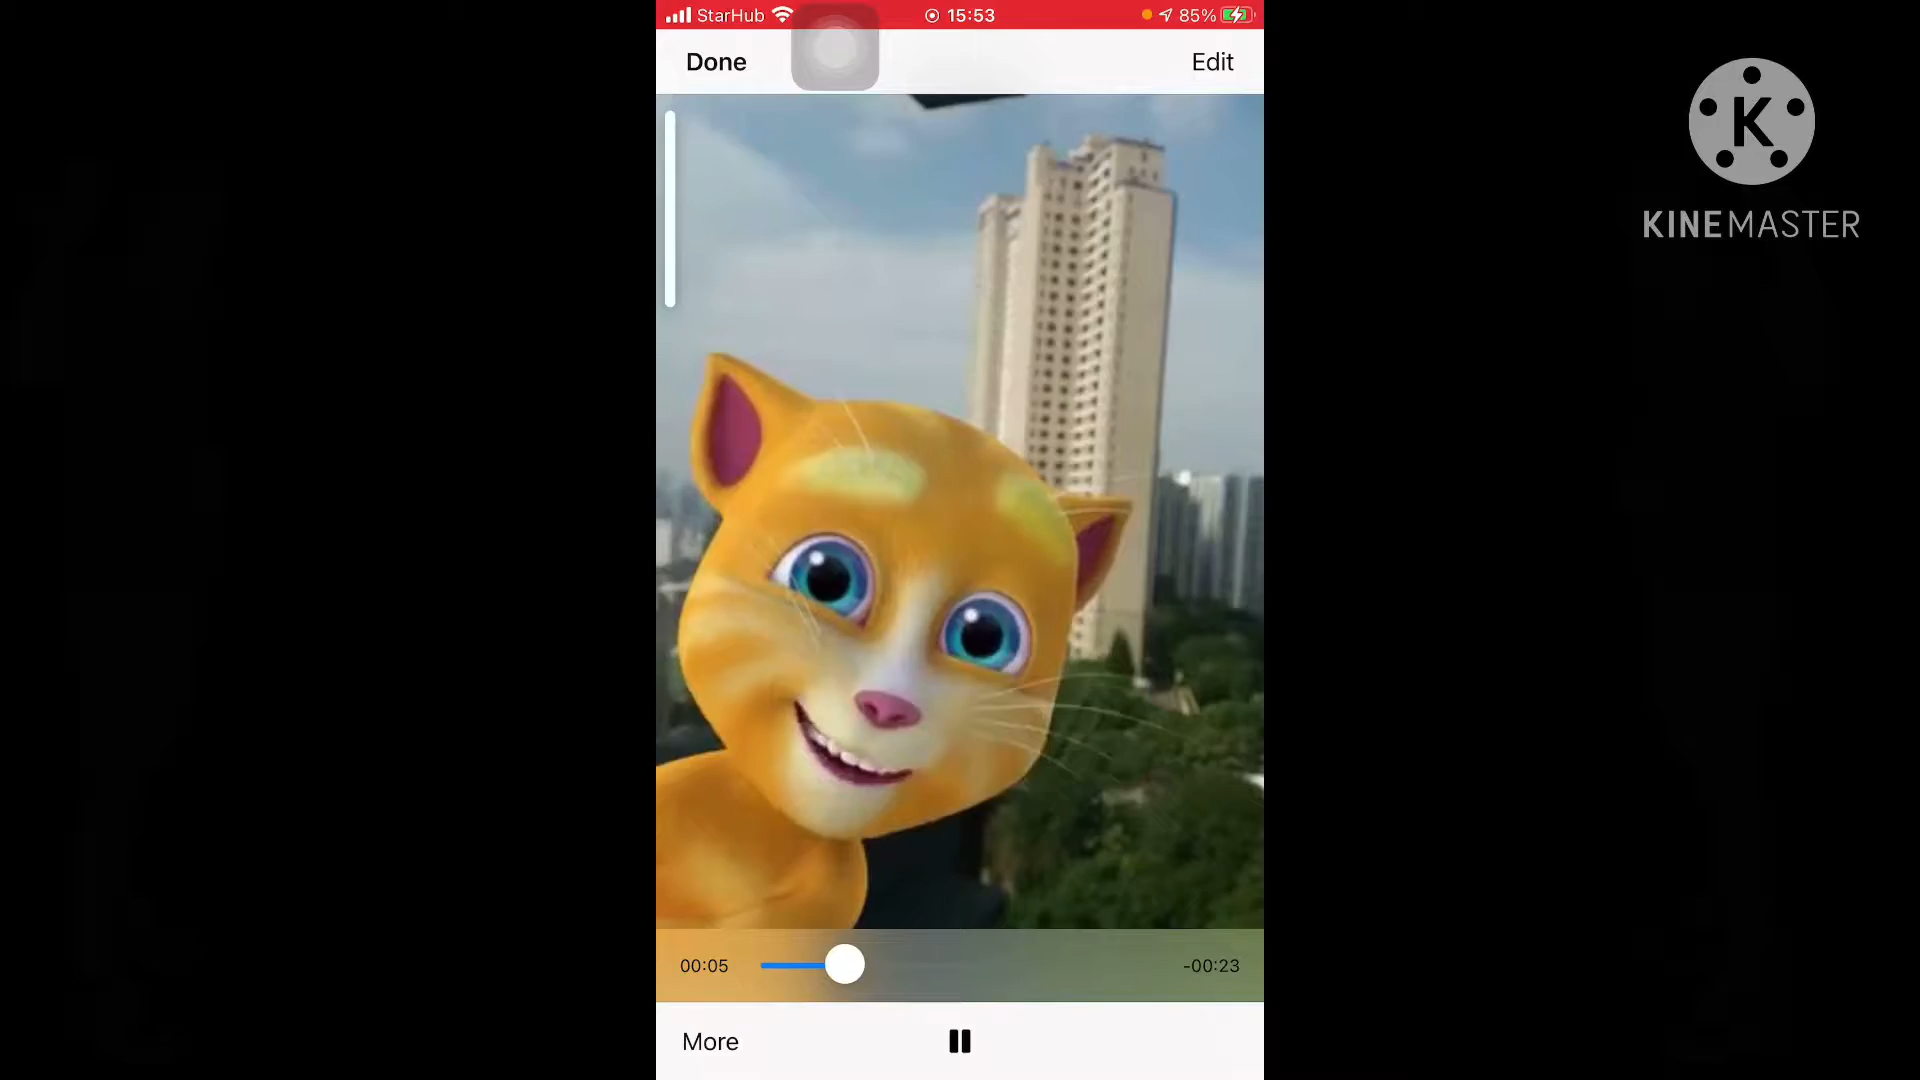 StarHub 15:53 85%
Done Edit
K
KINEMASTER
00:05 -00:23
More